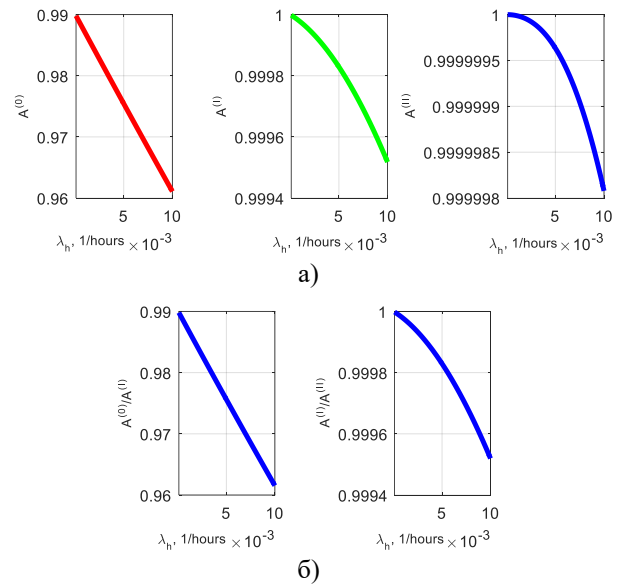 0.99
0.98
0.97
0.96
A^(0)
5 10
λ_h, 1/hours ×10^-3
1
0.9998
0.9996
0.9994
A^(I)
5 10
λ_h, 1/hours ×10^-3
1
0.9999995
0.999999
0.9999985
0.999998
A^(II)
5 10
λ_h, 1/hours ×10^-3
а)
0.99
0.98
0.97
0.96
A^(0)/A^(I)
5 10
λ_h, 1/hours ×10^-3
1
0.9998
0.9996
0.9994
A^(I)/A^(II)
5 10
λ_h, 1/hours ×10^-3
б)